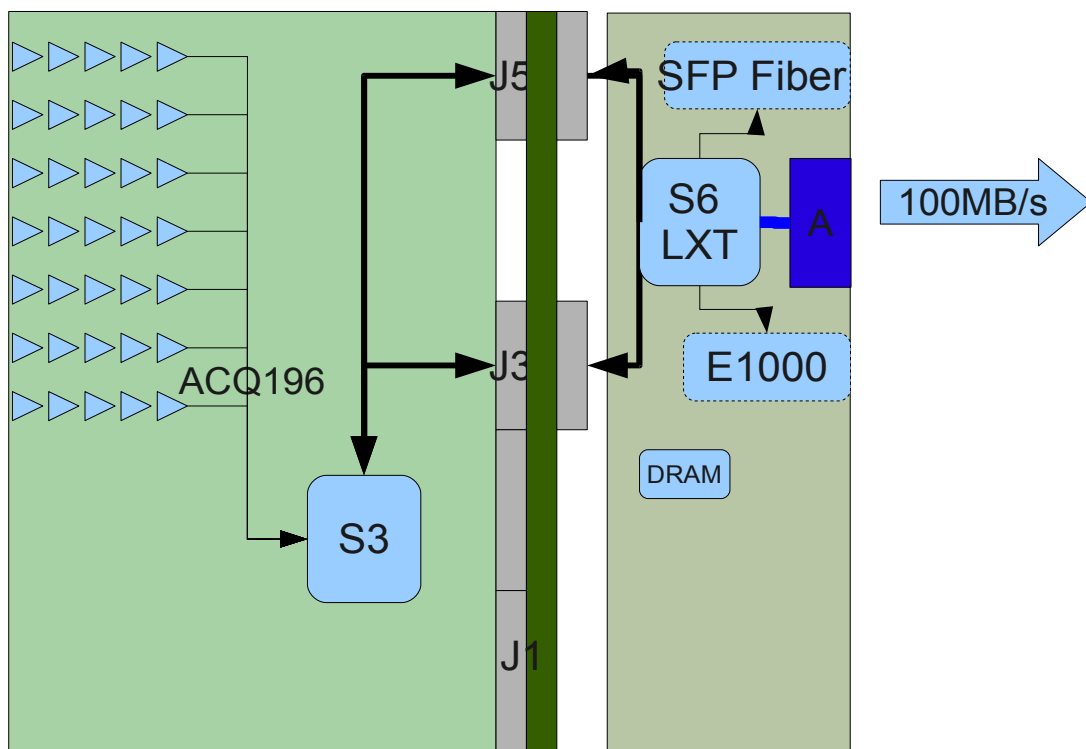 J5
SFP Fiber
S6
LXT
A
100MB/s
J3
E1000
ACQ196
DRAM
S3
J1